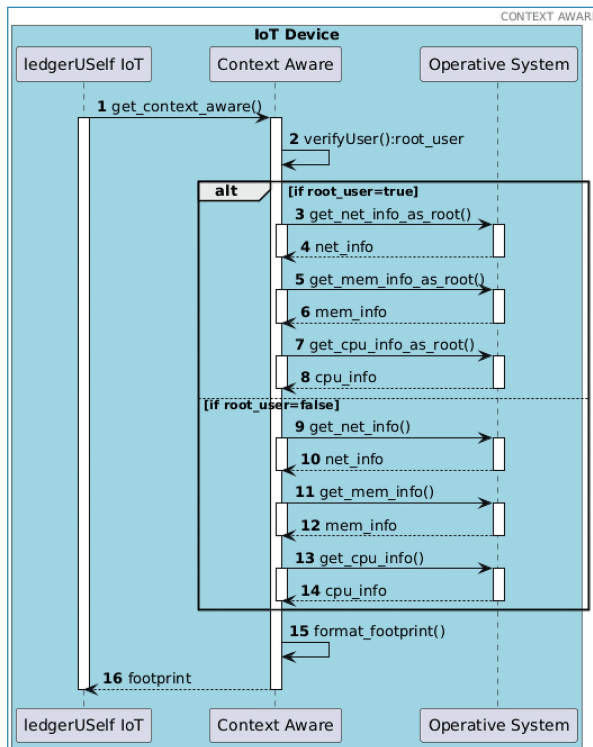 CONTEXT AWAR
IoT Device
ledgerUSelf IoT
Context Aware
Operative System
1 get_context_aware()
2 verifyUser():root_user
alt
[if root_user=true]
3 get_net_info_as_root()
4 net_info
5 get_mem_info_as_root()
6 mem_info
7 get_cpu_info_as_root()
8 cpu_info
[if root_user=false]
9 get_net_info()
10 net_info
11 get_mem_info()
12 mem_info
13 get_cpu_info()
14 cpu_info
15 format_footprint()
16 footprint
ledgerUSelf IoT
Context Aware
Operative System